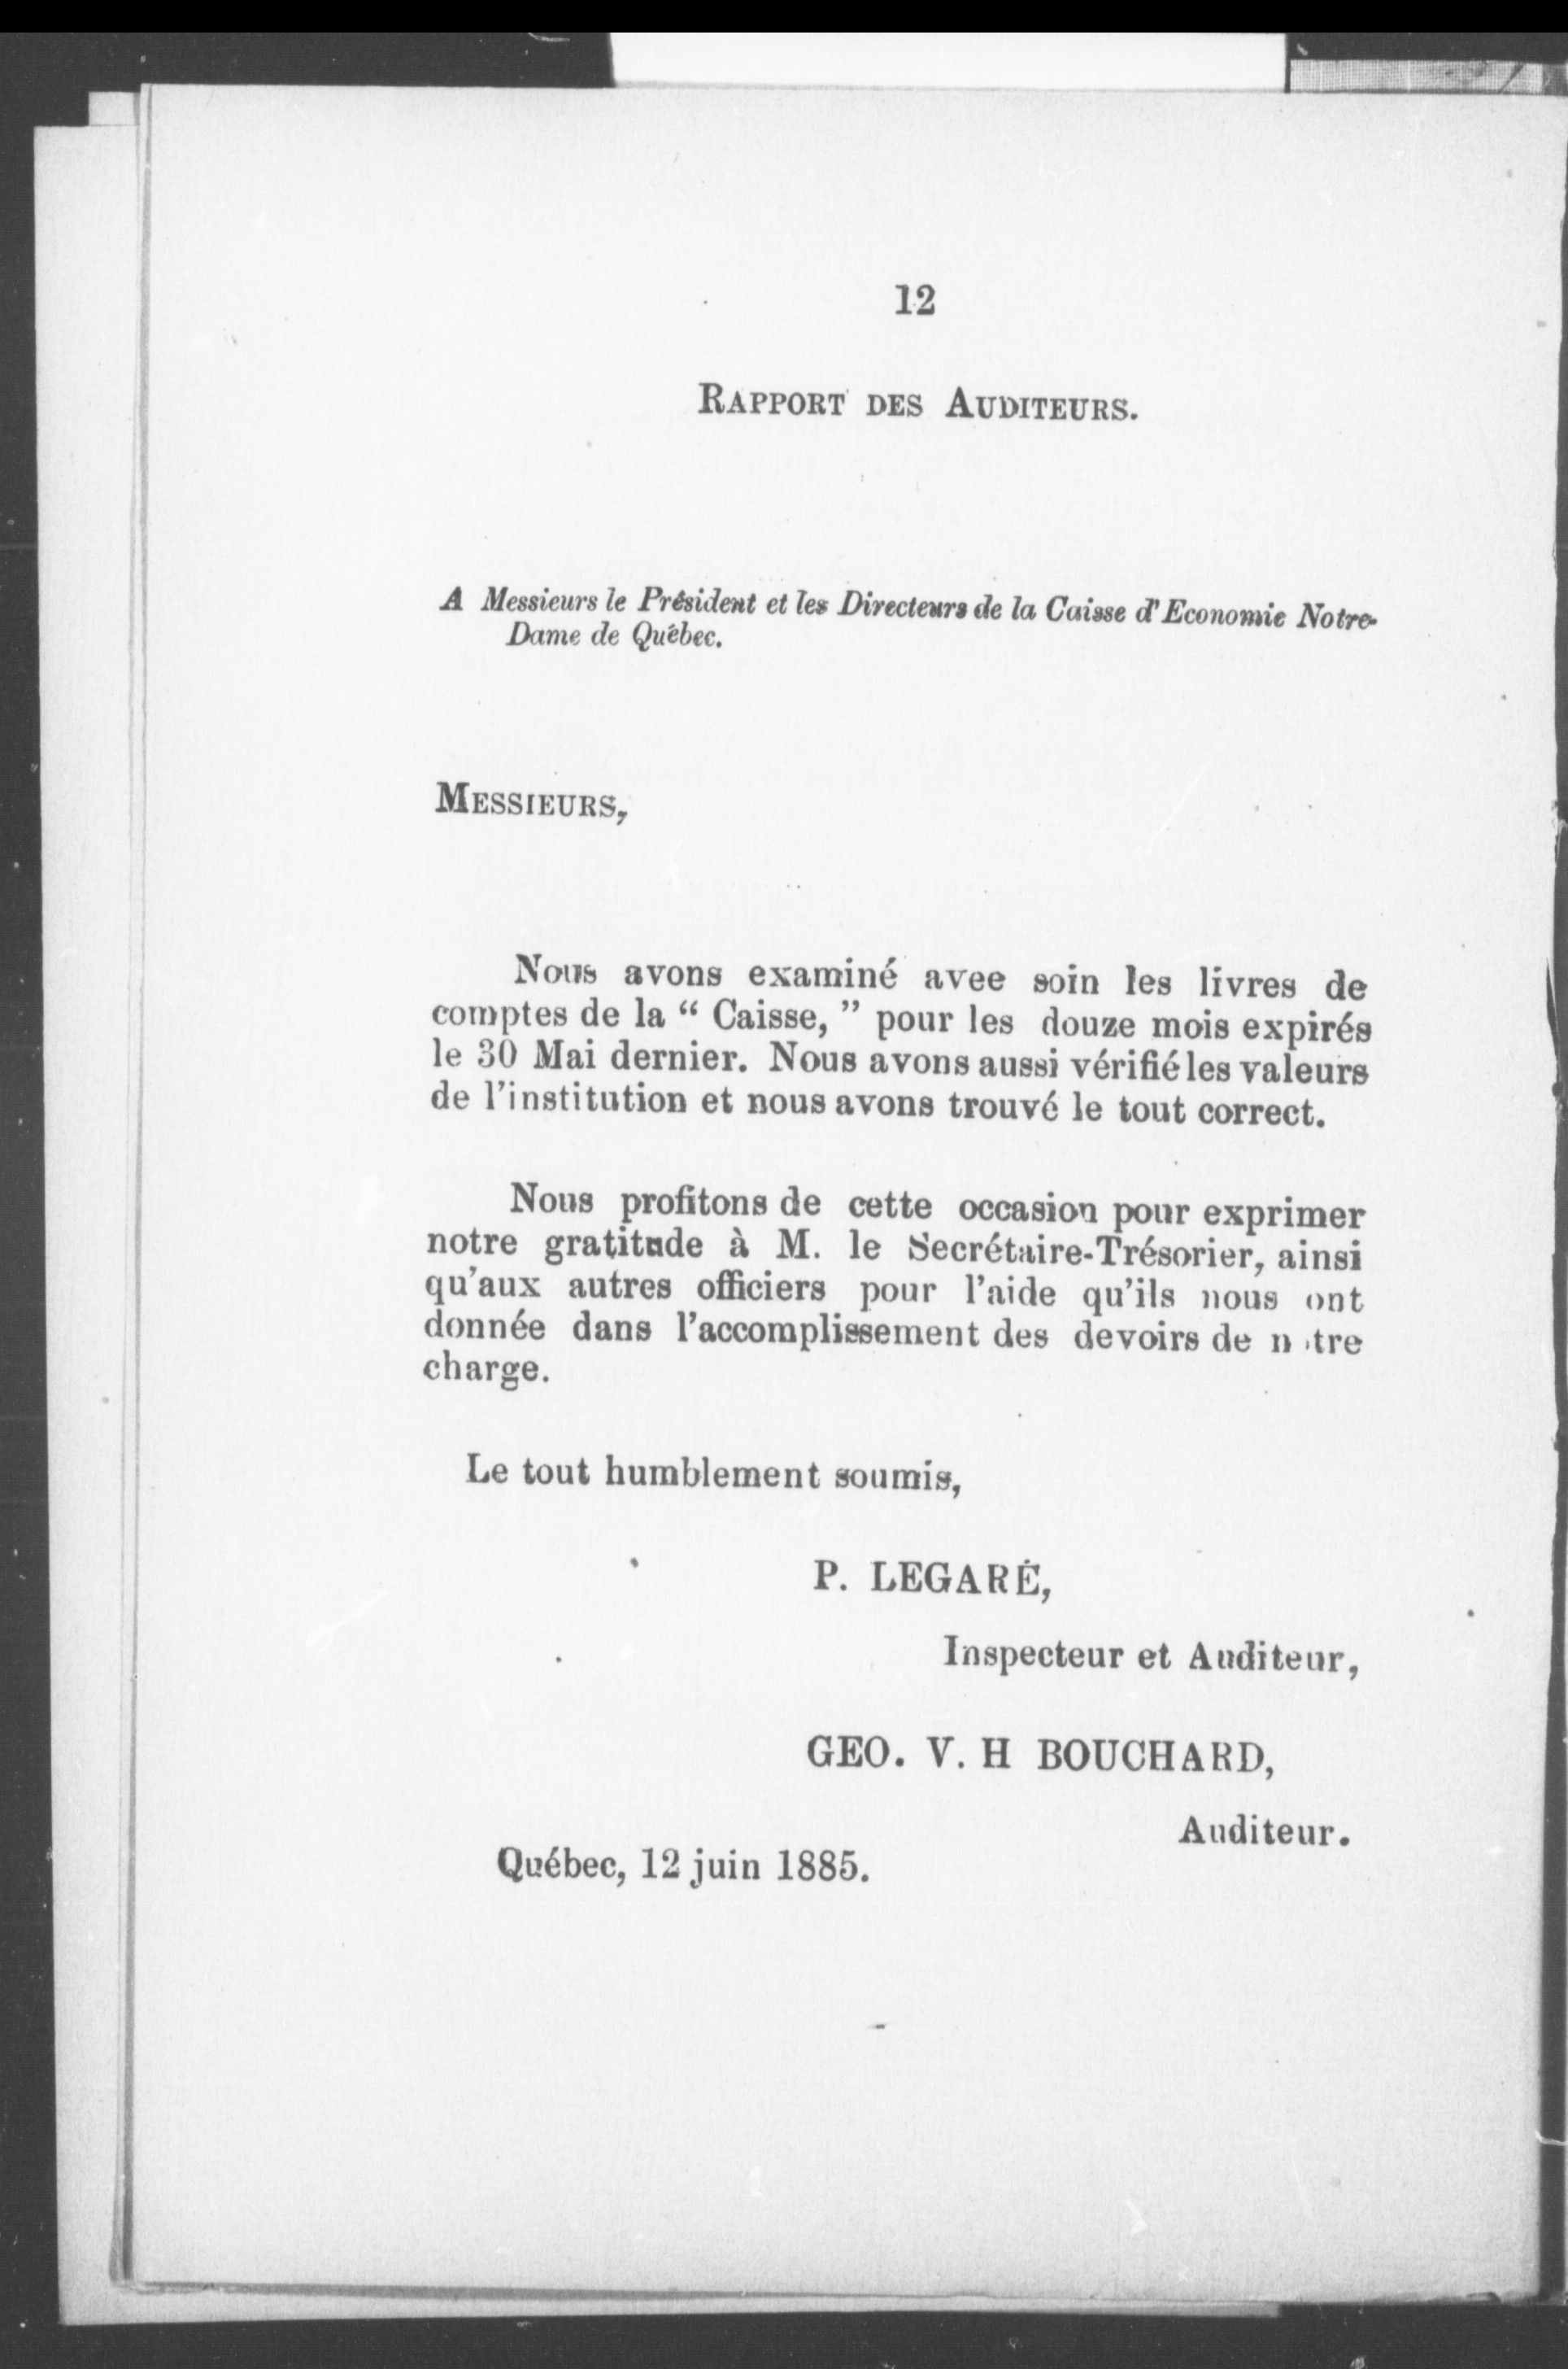 12
RAPPORT DES AUDITEURS.
A Messieurs le Président et les Directeurs de la Caisse d'Economie Notre-
Dame de Québec.
MESSIEURS,
Nous avons examiné avee soin les livres de
comptes de la “ Caisse, ” pour les douze mois expirés
le 30 Mai dernier. Nous avons aussi vérifié les valeurs
de l'institution et nous avons trouvé le tout correct.
Nous profitons de cette occasion pour exprimer
notre gratitude à M. le Secrétaire-Trésorier, ainsi
qu'aux autres officiers pour l'aide qu'ils nous ont
donnée dans l'accomplissement des devoirs de notre
charge.
Le tout humblement soumis,
P. LEGARÉ,
Inspecteur et Auditeur,
GEO. V. H BOUCHARD,
Auditeur.
Québec, 12 juin 1885.